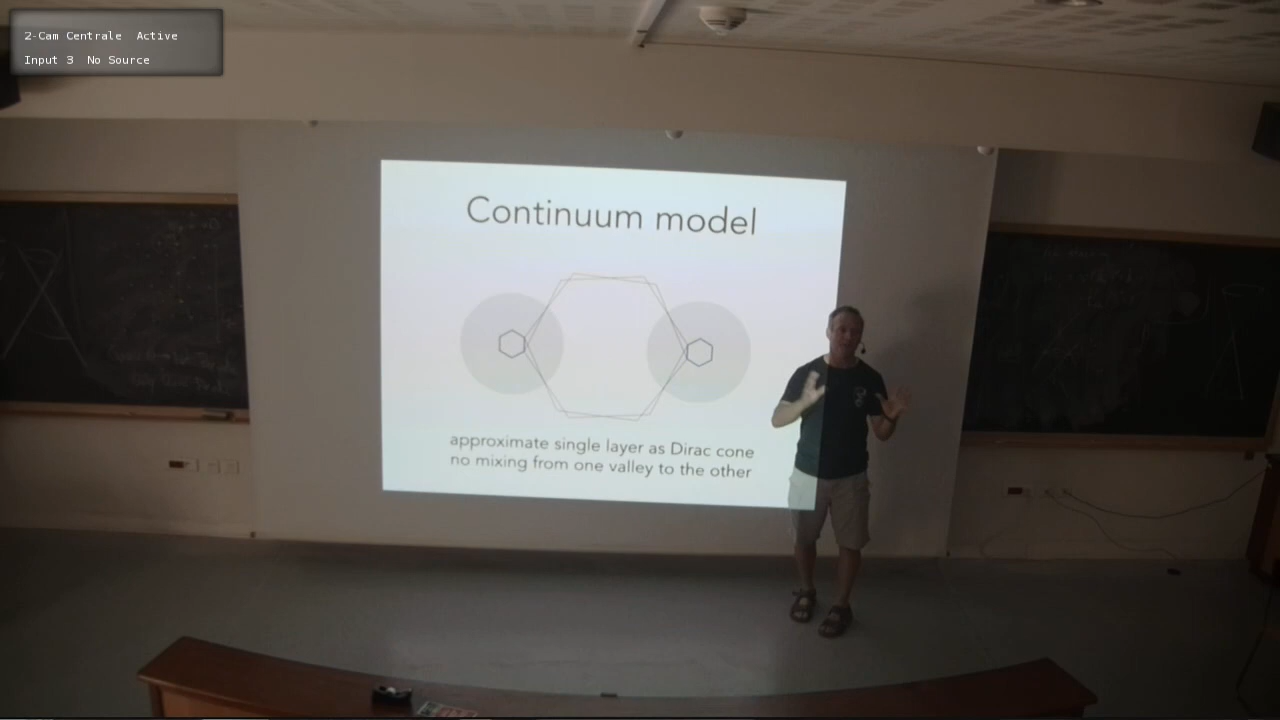 2-Cam Centrale Active
Input 3 No Source
Continuum model
approximate single layer as Dirac cone
no mixing from one valley to the other